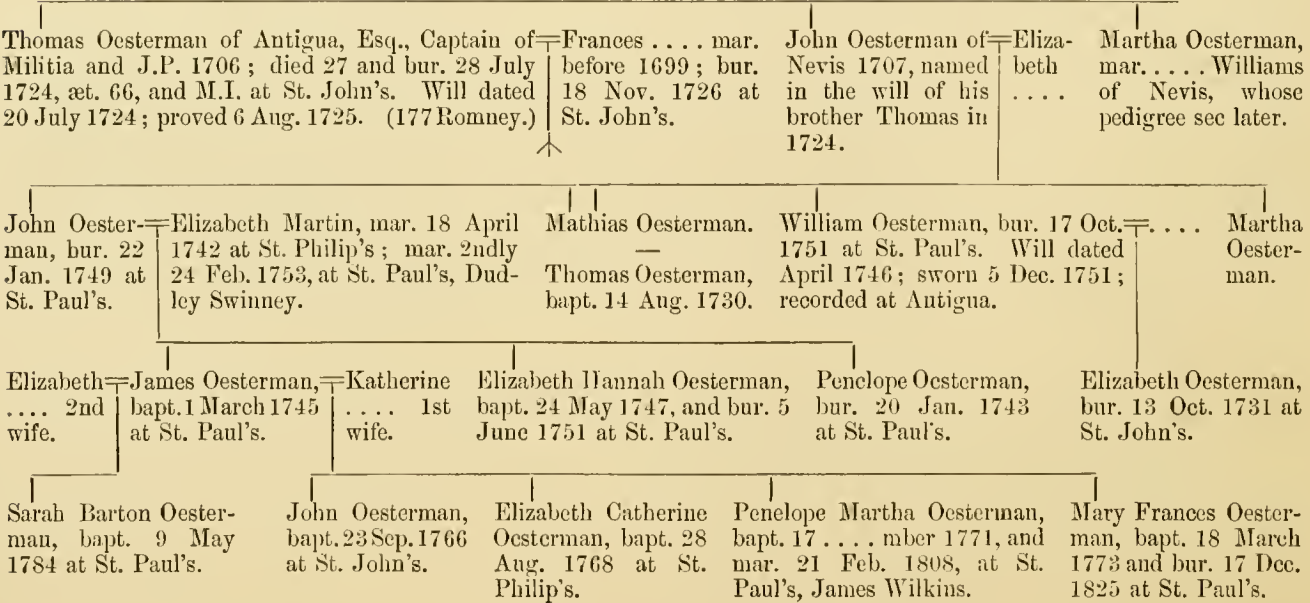 Thomas Oesterman of Antigua, Esq., Captain of
Militia and J.P. 1706 ; died 27 and bur. 28 July
1724, æt. 66, and M.I. at St. John's. Will dated
20 July 1724 ; proved 6 Aug. 1725. (177 Romney.)
Frances . . . . mar.
before 1699 ; bur.
18 Nov. 1726 at
St. John's.
John Oesterman of
Nevis 1707, named
in the will of his
brother Thomas in
1724.
Eliza-
beth
. . . .
Martha Oesterman,
mar. . . . . Williams
of Nevis, whose
pedigree see later.
John Oester-
man, bur. 22
Jan. 1749 at
St. Paul's.
Elizabeth Martin, mar. 18 April
1742 at St. Philip's ; mar. 2ndly
24 Feb. 1753, at St. Paul's, Dud-
ley Swinney.
Mathias Oesterman.
—
Thomas Oesterman,
bapt. 14 Aug. 1730.
William Oesterman, bur. 17 Oct.
1751 at St. Paul's. Will dated
April 1746 ; sworn 5 Dec. 1751 ;
recorded at Antigua.
. . . .
Martha
Oester-
man.
Elizabeth
. . . . 2nd
wife.
James Oesterman,
bapt. 1 March 1745
at St. Paul's.
Katherine
. . . . 1st
wife.
Elizabeth Hannah Oesterman,
bapt. 24 May 1747, and bur. 5
June 1751 at St. Paul's.
Penelope Oesterman,
bur. 20 Jan. 1743
at St. Paul's.
Elizabeth Oesterman,
bur. 13 Oct. 1731 at
St. John's.
Sarah Barton Oester-
man, bapt. 9 May
1784 at St. Paul's.
John Oesterman,
bapt. 23 Sep. 1766
at St. John's.
Elizabeth Catherine
Oesterman, bapt. 28
Aug. 1768 at St.
Philip's.
Penelope Martha Oesterman,
bapt. 17 . . . . mber 1771, and
mar. 21 Feb. 1808, at St.
Paul's, James Wilkins.
Mary Frances Oester-
man, bapt. 18 March
1773 and bur. 17 Dec.
1825 at St. Paul's.